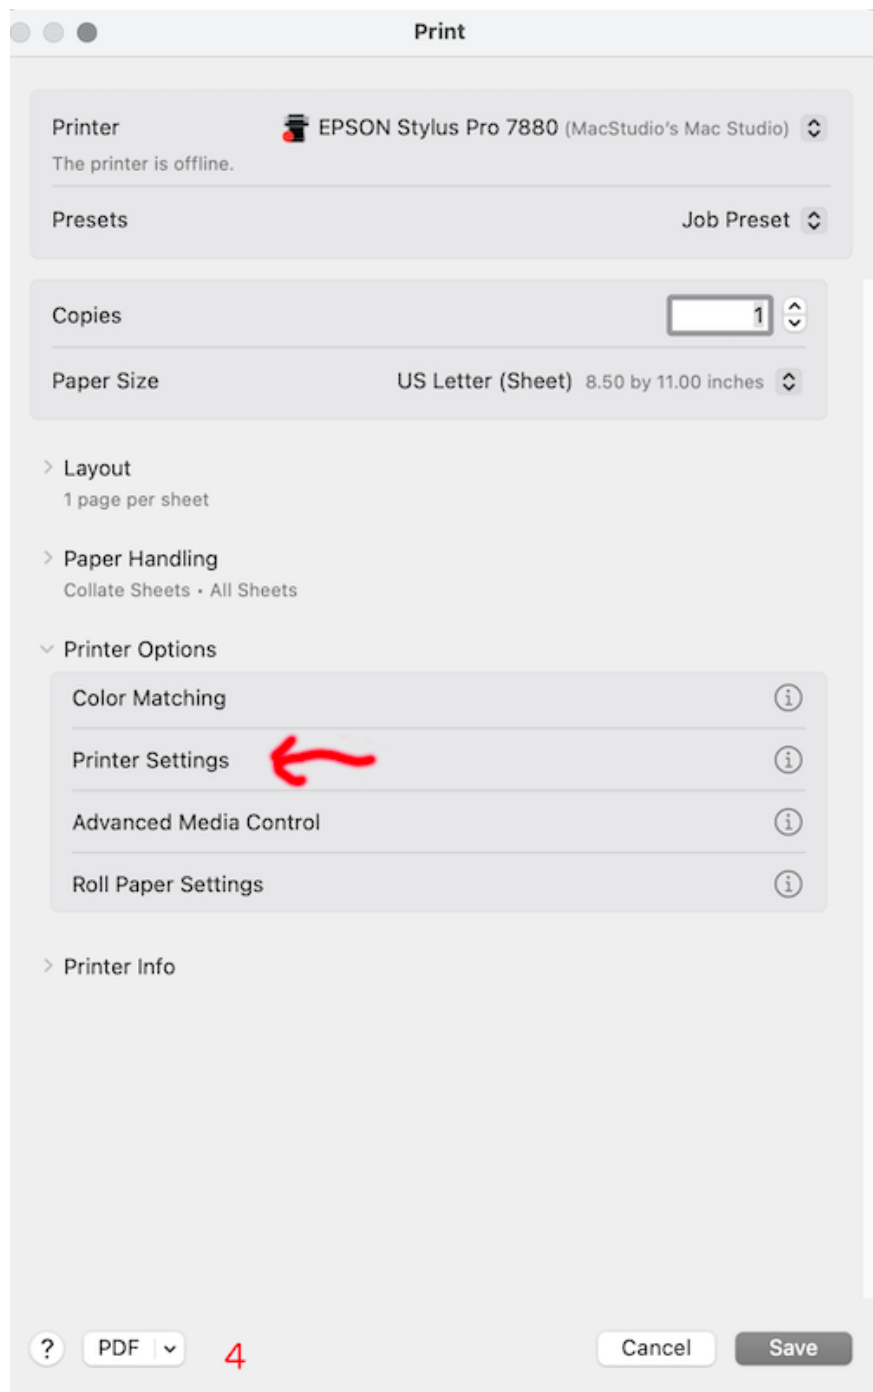 Print
Printer EPSON Stylus Pro 7880 (MacStudio's Mac Studio)
The printer is offline.
Presets Job Preset
Copies 1
Paper Size US Letter (Sheet) 8.50 by 11.00 inches
Layout
1 page per sheet
Paper Handling
Collate Sheets • All Sheets
Printer Options
Color Matching
Printer Settings
Advanced Media Control
Roll Paper Settings
Printer Info
? PDF 4 Cancel Save